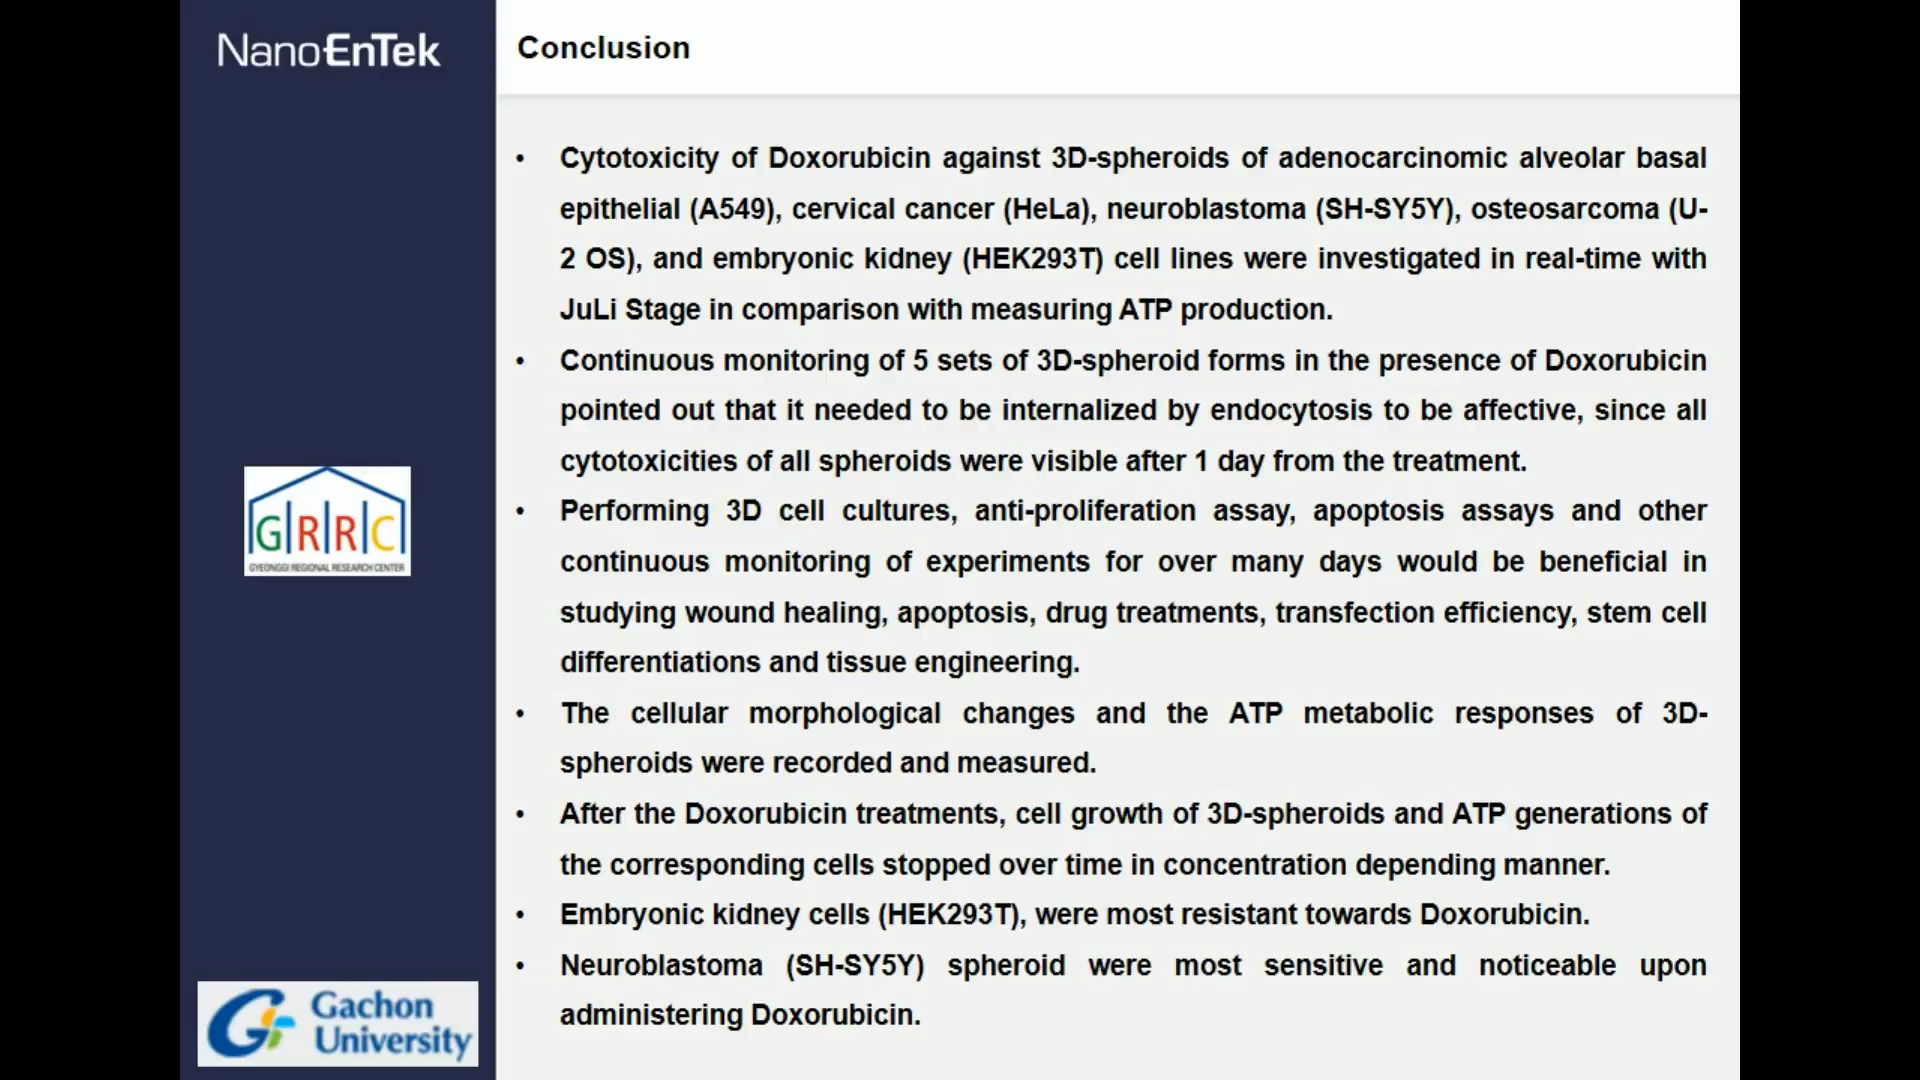 NanoEnTek
Conclusion
• Cytotoxicity of Doxorubicin against 3D-spheroids of adenocarcinomic alveolar basal
epithelial (A549), cervical cancer (HeLa), neuroblastoma (SH-SY5Y), osteosarcoma (U-
2 OS), and embryonic kidney (HEK293T) cell lines were investigated in real-time with
JuLi Stage in comparison with measuring ATP production.
• Continuous monitoring of 5 sets of 3D-spheroid forms in the presence of Doxorubicin
pointed out that it needed to be internalized by endocytosis to be affective, since all
cytotoxicities of all spheroids were visible after 1 day from the treatment.
• Performing 3D cell cultures, anti-proliferation assay, apoptosis assays and other
continuous monitoring of experiments for over many days would be beneficial in
studying wound healing, apoptosis, drug treatments, transfection efficiency, stem cell
differentiations and tissue engineering.
• The cellular morphological changes and the ATP metabolic responses of 3D-
spheroids were recorded and measured.
• After the Doxorubicin treatments, cell growth of 3D-spheroids and ATP generations of
the corresponding cells stopped over time in concentration depending manner.
• Embryonic kidney cells (HEK293T), were most resistant towards Doxorubicin.
• Neuroblastoma (SH-SY5Y) spheroid were most sensitive and noticeable upon
administering Doxorubicin.
G|R|R|C
GYEONGGI REGIONAL RESEARCH CENTER
Gachon
University